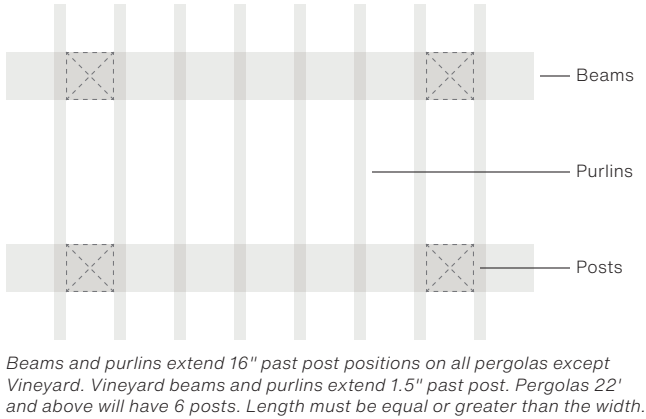 Beams
Purlins
Posts
Beams and purlins extend 16" past post positions on all pergolas except
Vineyard. Vineyard beams and purlins extend 1.5" past post. Pergolas 22'
and above will have 6 posts. Length must be equal or greater than the width.